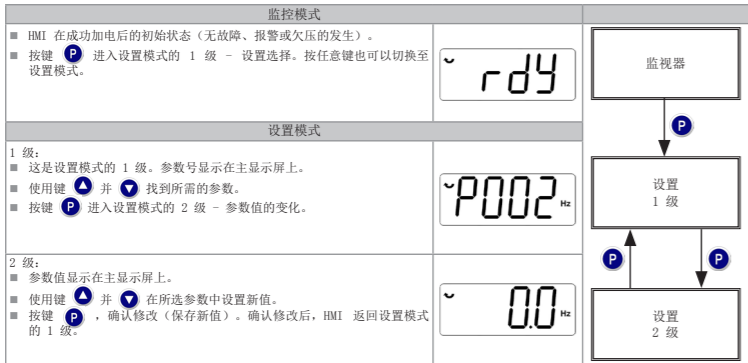 监控模式
■ HMI 在成功加电后的初始状态（无故障、报警或欠压的发生）。
■ 按键 P 进入设置模式的 1 级 - 设置选择。按任意键也可以切换至
设置模式。
rdy
监视器
P
设置模式
1 级：
■ 这是设置模式的 1 级。参数号显示在主显示屏上。
■ 使用键 并 找到所需的参数。
■ 按键 P 进入设置模式的 2 级 - 参数值的变化。
P002 Hz
设置
1 级
P P
2 级：
■ 参数值显示在主显示屏上。
■ 使用键 并 在所选参数中设置新值。
■ 按键 P ，确认修改（保存新值）。确认修改后，HMI 返回设置模式
的 1 级。
0.0 Hz
设置
2 级